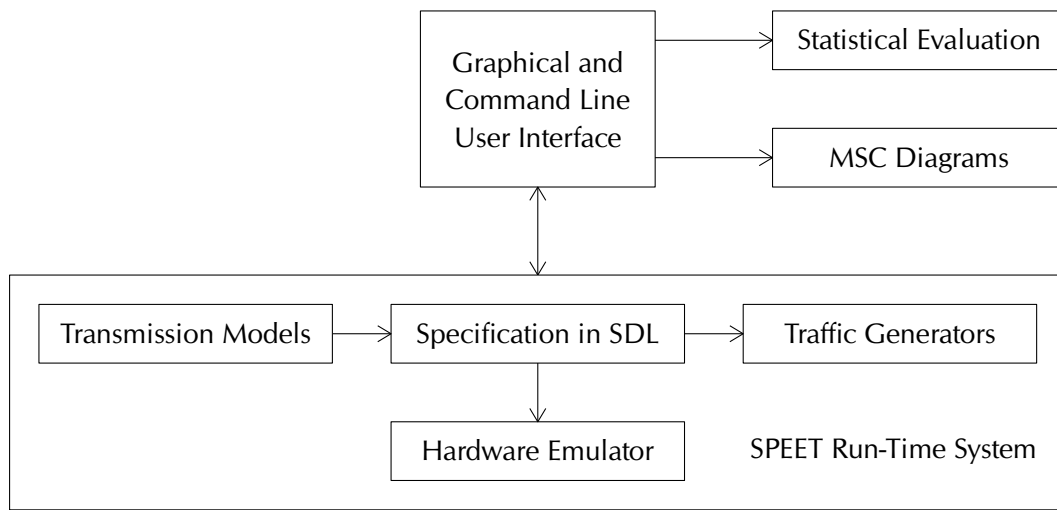 Graphical and
Command Line
User Interface
Statistical Evaluation
MSC Diagrams
Transmission Models
Specification in SDL
Traffic Generators
Hardware Emulator
SPEET Run-Time System